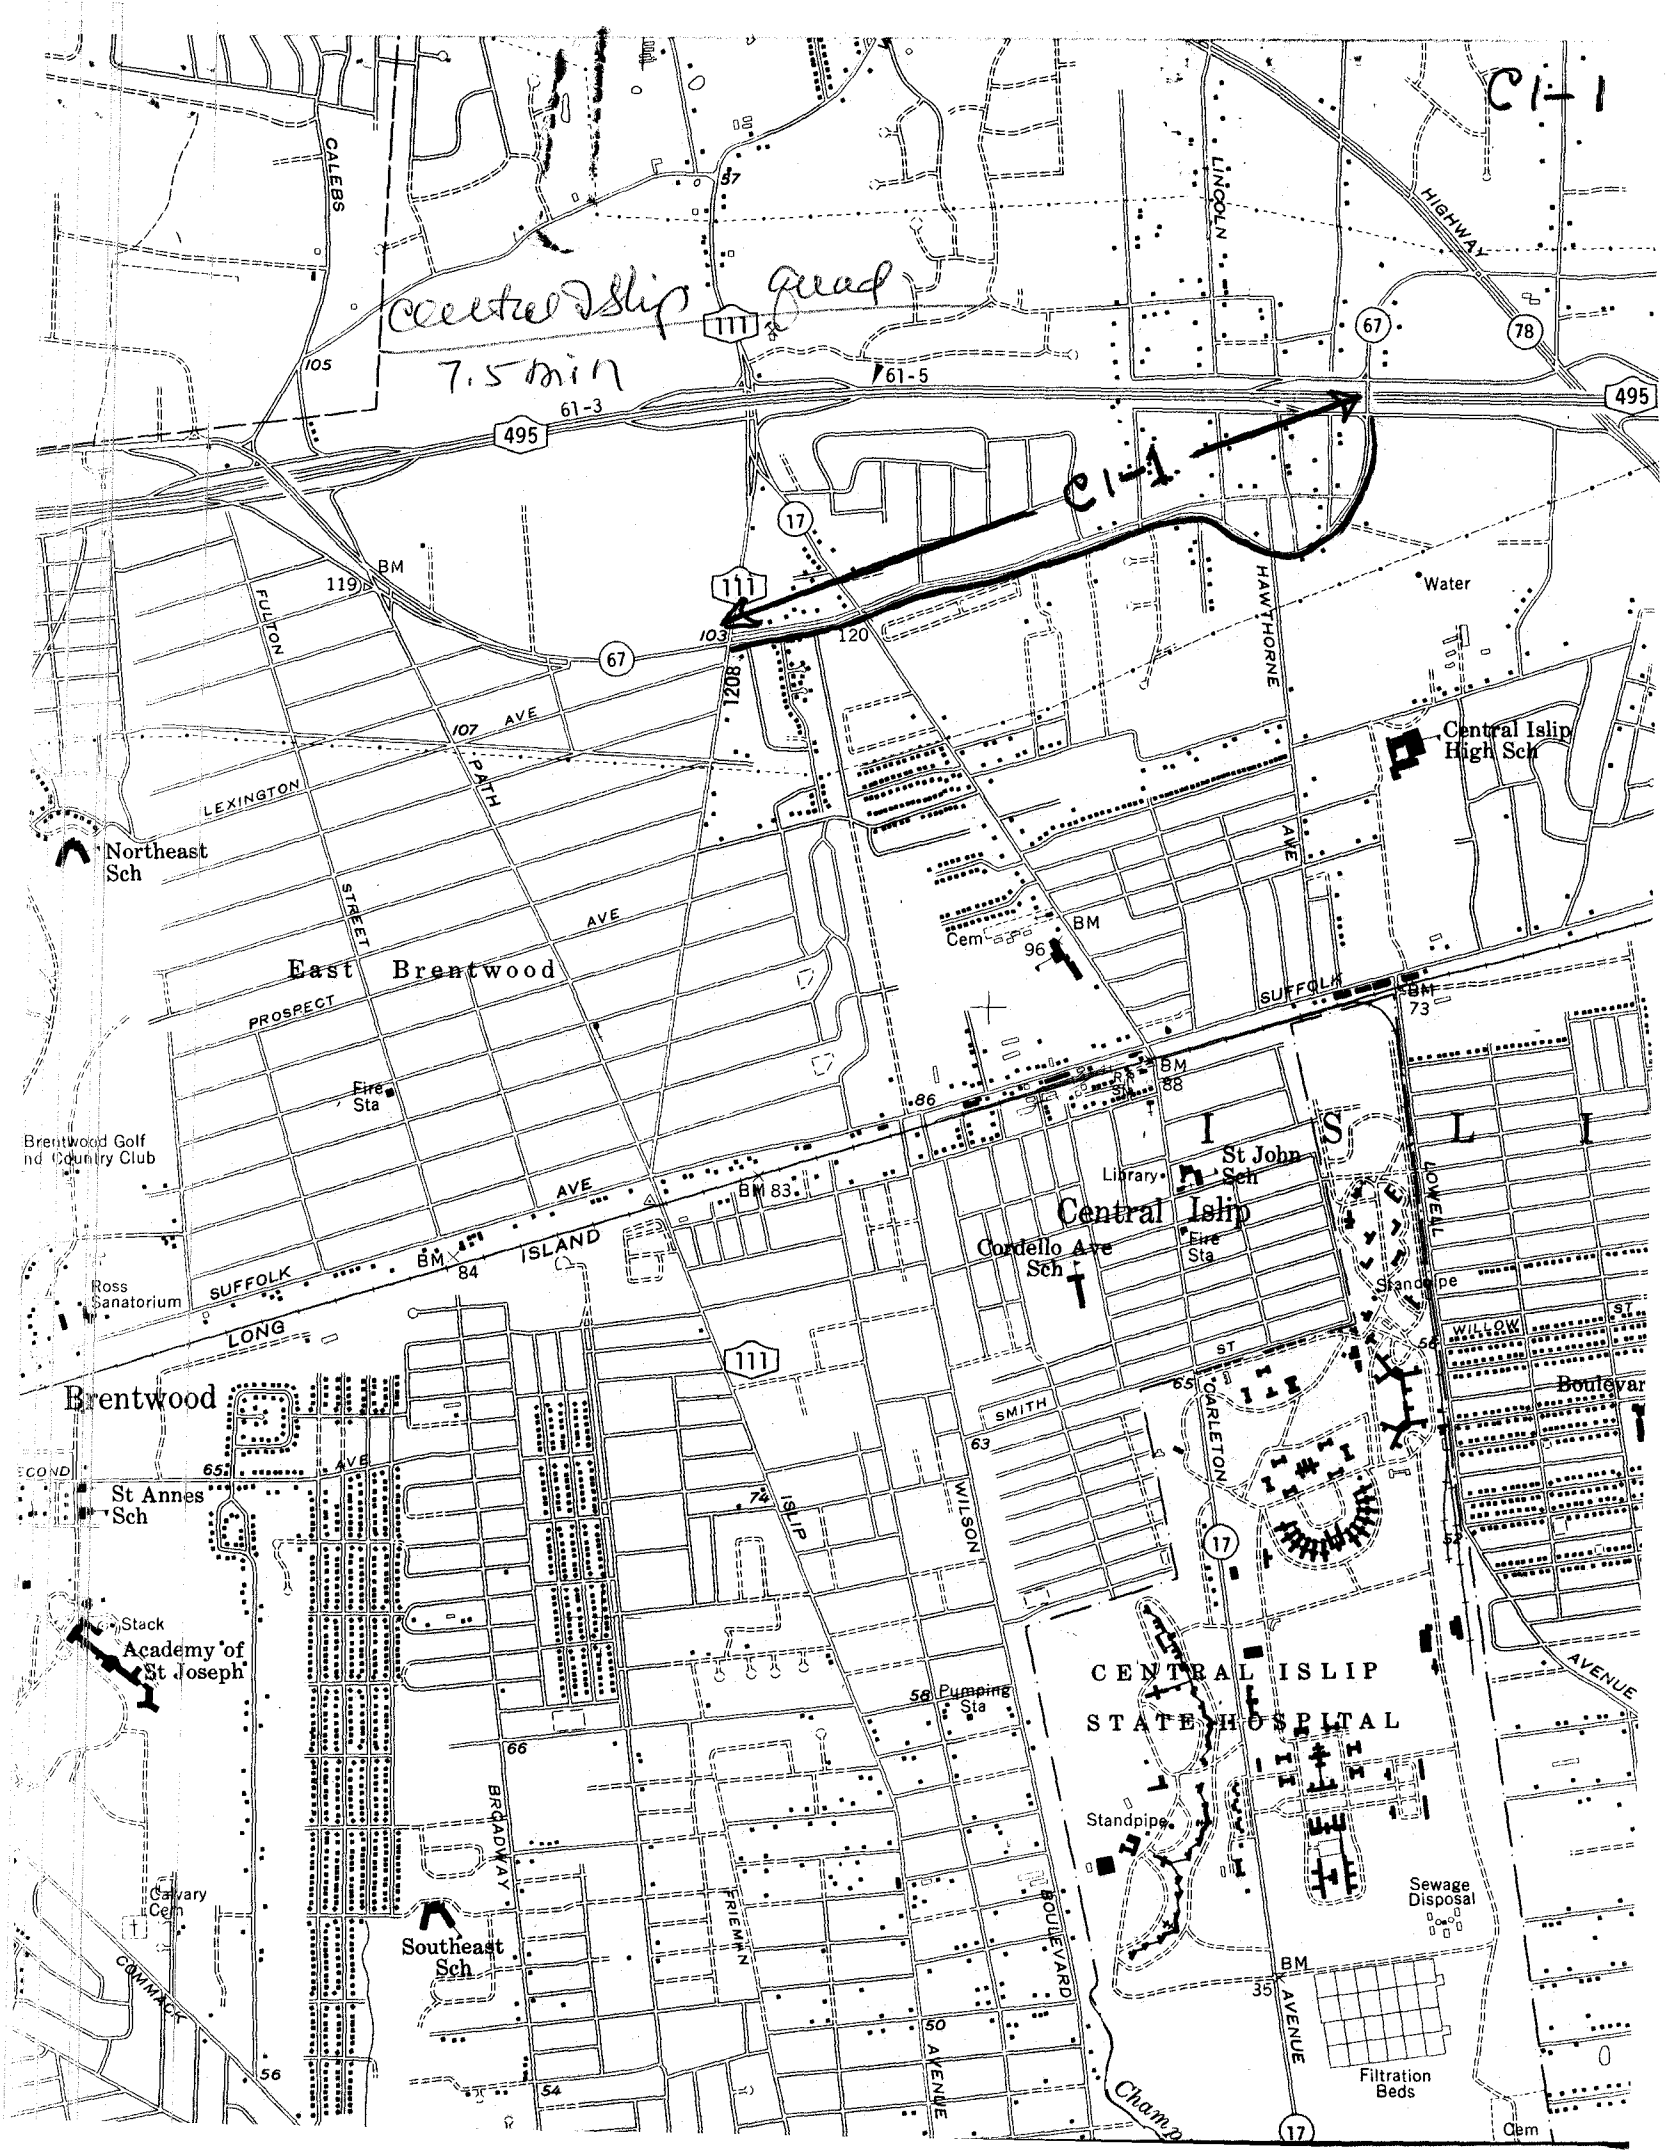 C1-1
CALEBS
57
LINCOLN
HIGHWAY
Central Islip quad
111
67
78
7.5 min
105
61-5
61-3
495
495
C1-1
17
BM
119
111
Water
FULTON
HAWTHORNE
103
120
67
1208
AVE
107
Central Islip
High Sch
PATH
LEXINGTON
AVE
Northeast
Sch
STREET
AVE
BM
Cem
96
East Brentwood
SUFFOLK
BM
73
PROSPECT
BM
88
Fire
Sta
86
I S L I
Brentwood Golf
nd Country Club
St John
Sch
Library
LOWELL
AVE
BM 83
Central Islip
ISLAND
Cordello Ave
Sch
Fire
Sta
BM
84
SUFFOLK
Standpipe
Ross
Sanatorium
ST
WILLOW
LONG
56
ST
111
65
Brentwood
Boulevar
CARLETON
SMITH
63
AVE
ECOND
65
St Annes
Sch
74
ISLIP
WILSON
17
52
Stack
Academy of
St Joseph
CENTRAL ISLIP
STATE HOSPITAL
AVENUE
58
Pumping
Sta
66
BROADWAY
Standpipe
Calvary
Cem
Sewage
Disposal
FRIEMAN
BOULEVARD
Southeast
Sch
COMMACK
BM
35
AVENUE
50
AVENUE
56
54
Filtration
Beds
Champ
17
Cem